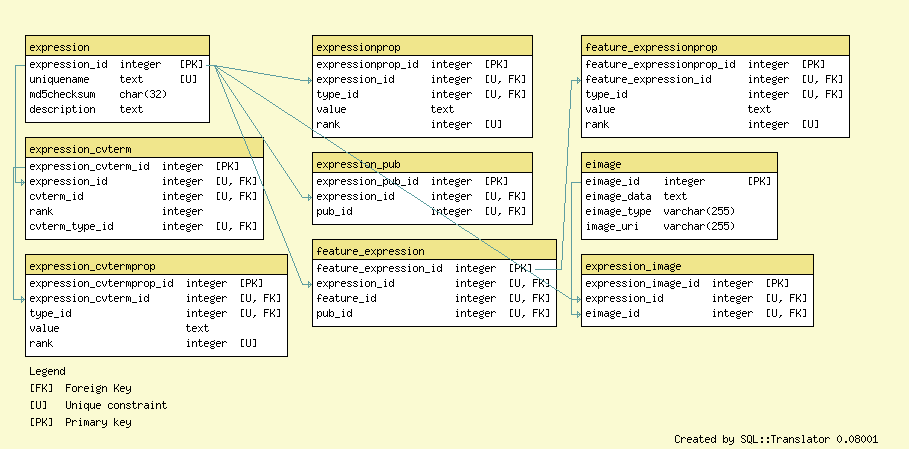 expression
expression_id integer [PK]
uniquename text [U]
md5checksum char(32)
description text
expression_cvterm
expression_cvterm_id integer [PK]
expression_id integer [U, FK]
cvterm_id integer [U, FK]
rank integer
cvterm_type_id integer [U, FK]
expression_cvtermprop
expression_cvtermprop_id integer [PK]
expression_cvterm_id integer [U, FK]
type_id integer [U, FK]
value text
rank integer [U]
expressionprop
expressionprop_id integer [PK]
expression_id integer [U, FK]
type_id integer [U, FK]
value text
rank integer [U]
expression_pub
expression_pub_id integer [PK]
expression_id integer [U, FK]
pub_id integer [U, FK]
feature_expression
feature_expression_id integer [PK]
expression_id integer [U, FK]
feature_id integer [U, FK]
pub_id integer [U, FK]
feature_expressionprop
feature_expressionprop_id integer [PK]
feature_expression_id integer [U, FK]
type_id integer [U, FK]
value text
rank integer [U]
eimage
eimage_id integer [PK]
eimage_data text
eimage_type varchar(255)
image_uri varchar(255)
expression_image
expression_image_id integer [PK]
expression_id integer [U, FK]
eimage_id integer [U, FK]
Legend
[FK] Foreign Key
[U] Unique constraint
[PK] Primary key
Created by SQL::Translator 0.08001